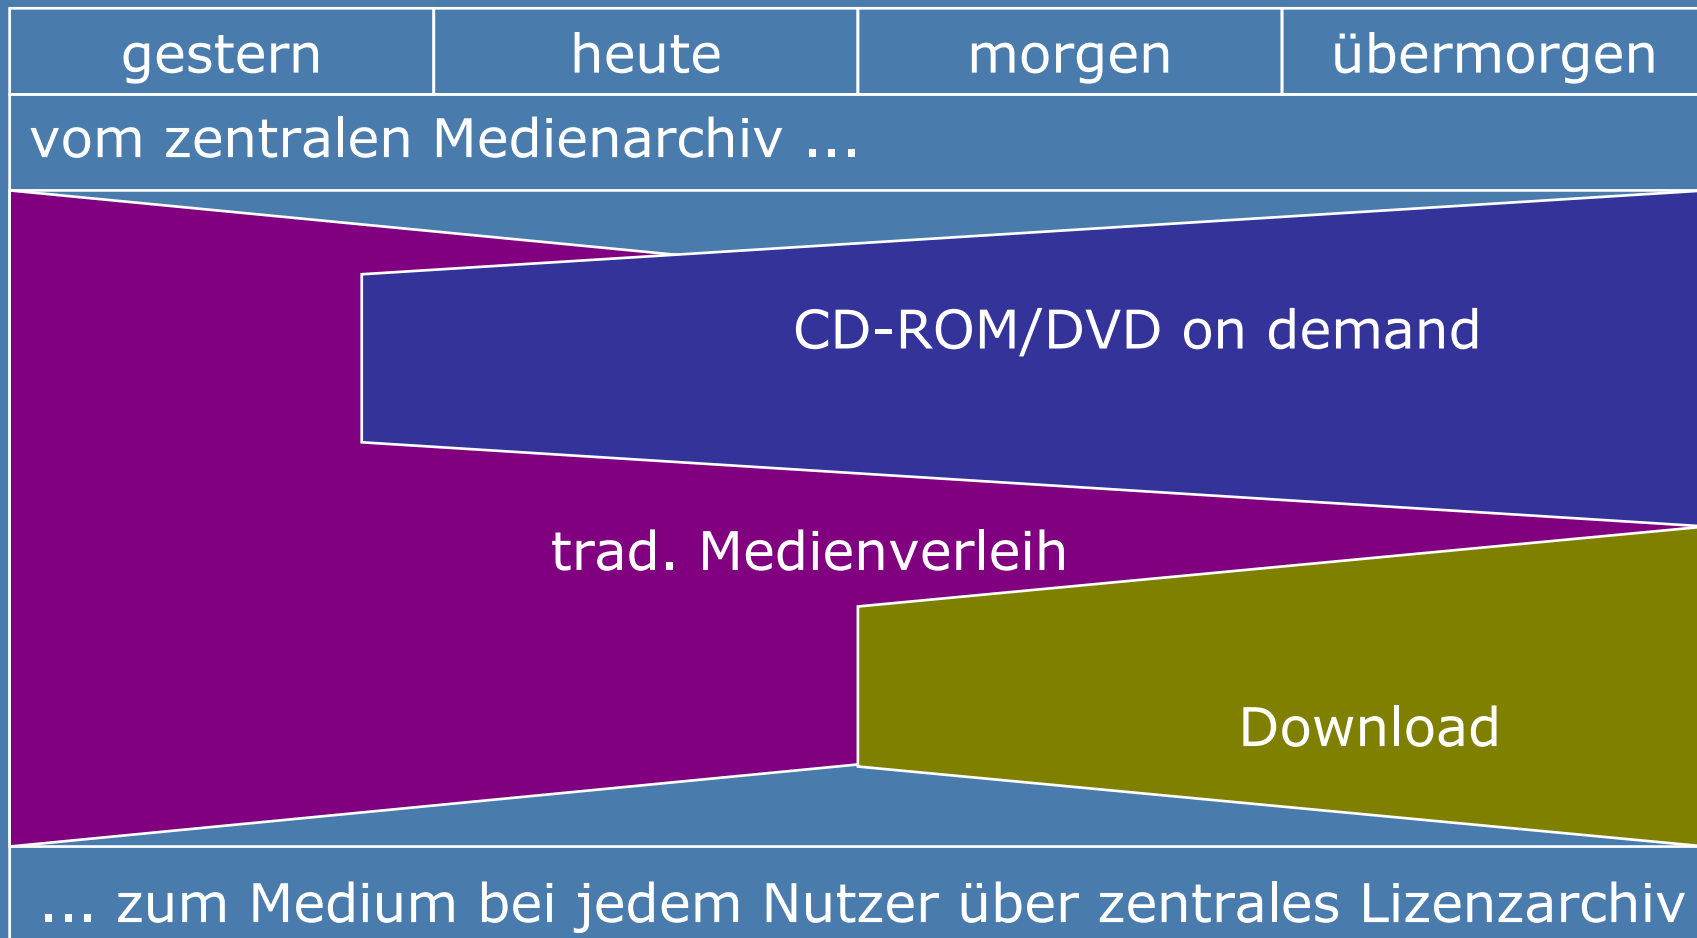 gestern heute morgen übermorgen
vom zentralen Medienarchiv ...
CD-ROM/DVD on demand
trad. Medienverleih
Download
... zum Medium bei jedem Nutzer über zentrales Lizenzarchiv